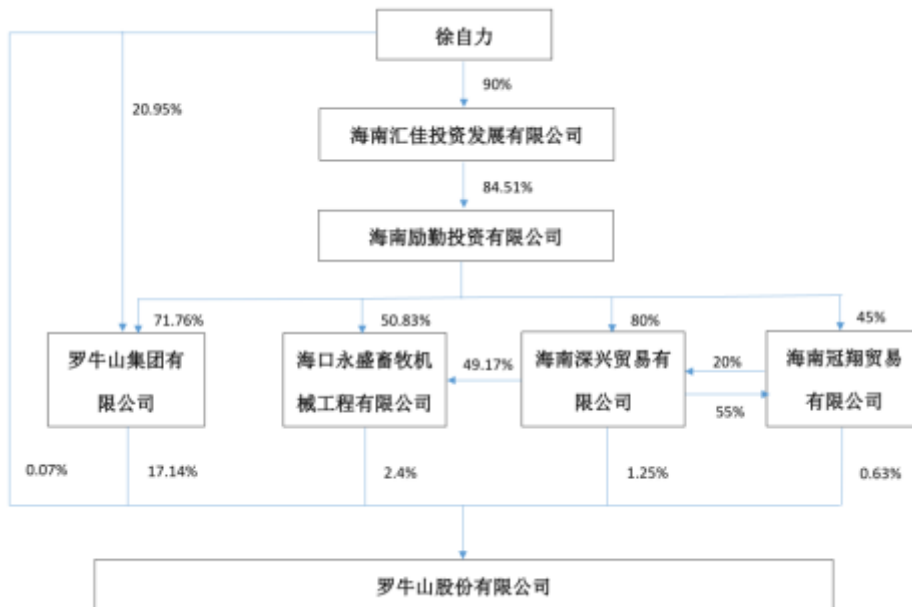 徐自力
90%
20.95%
海南汇佳投资发展有限公司
84.51%
海南励勤投资有限公司
71.76%
50.83%
80%
45%
罗牛山集团有
限公司
海口永盛畜牧机
械工程有限公司
49.17%
海南深兴贸易有
限公司
20%
55%
海南冠翔贸易
有限公司
0.07%
17.14%
2.4%
1.25%
0.63%
罗牛山股份有限公司